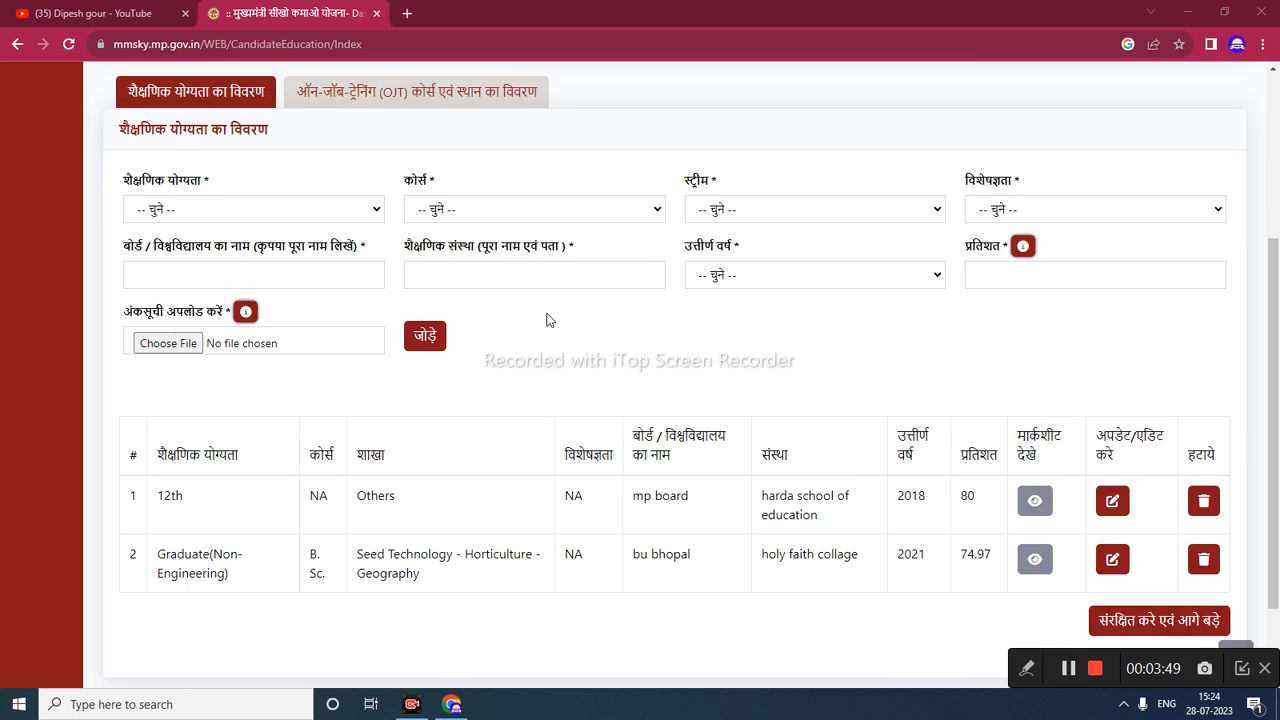 (35) Dipesh gour - YouTube
:: मुख्यमंत्री सीखो कमाओ योजना- Da
mmsky.mp.gov.in/WEB/CandidateEducation/Index
शैक्षणिक योग्यता का विवरण
ऑन-जॉब-ट्रेनिंग (OJT) कोर्स एवं स्थान का विवरण
शैक्षणिक योग्यता का विवरण
शैक्षणिक योग्यता * कोर्स * स्ट्रीम * विशेषज्ञता *
-- चुने -- -- चुने -- -- चुने -- -- चुने --
बोर्ड / विश्वविद्यालय का नाम (कृपया पूरा नाम लिखें) * शैक्षणिक संस्था (पूरा नाम एवं पता ) * उत्तीर्ण वर्ष * प्रतिशत *
-- चुने --
अंकसूची अपलोड करें *
Choose File No file chosen
जोड़े
Recorded with iTop Screen Recorder
# शैक्षणिक योग्यता कोर्स शाखा विशेषज्ञता बोर्ड / विश्वविद्यालय का नाम संस्था उत्तीर्ण वर्ष प्रतिशत मार्कशीट देखे अपडेट/एडिट करे हटाये
1 12th NA Others NA mp board harda school of education 2018 80
2 Graduate(Non-Engineering) B. Sc. Seed Technology - Horticulture - Geography NA bu bhopal holy faith collage 2021 74.97
संरक्षित करे एवं आगे बड़े
00:03:49
Type here to search
ENG
15:24
28-07-2023
1